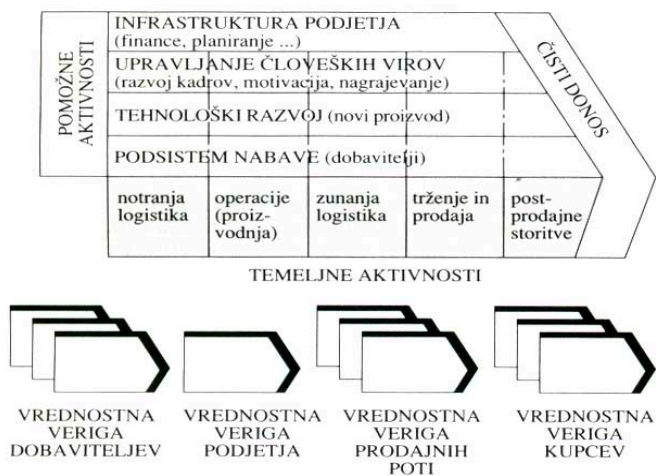 POMOŽNE
AKTIVNOSTI
INFRASTRUKTURA PODJETJA
(finance, planiranje ...)
UPRAVLJANJE ČLOVEŠKIH VIROV
(razvoj kadrov, motivacija, nagrajevanje)
TEHNOLOŠKI RAZVOJ (novi proizvod)
PODSISTEM NABAVE (dobavitelji)
ČISTI DONOS
notranja
logistika
operacije
(proiz-
vodnja)
zunanja
logistika
trženje in
prodaja
post-
prodajne
storitve
TEMELJNE AKTIVNOSTI
VREDNOSTNA
VERIGA
DOBAVITELJEV
VREDNOSTNA
VERIGA
PODJETJA
VREDNOSTNA
VERIGA
PRODAJNIH
POTI
VREDNOSTNA
VERIGA
KUPCEV